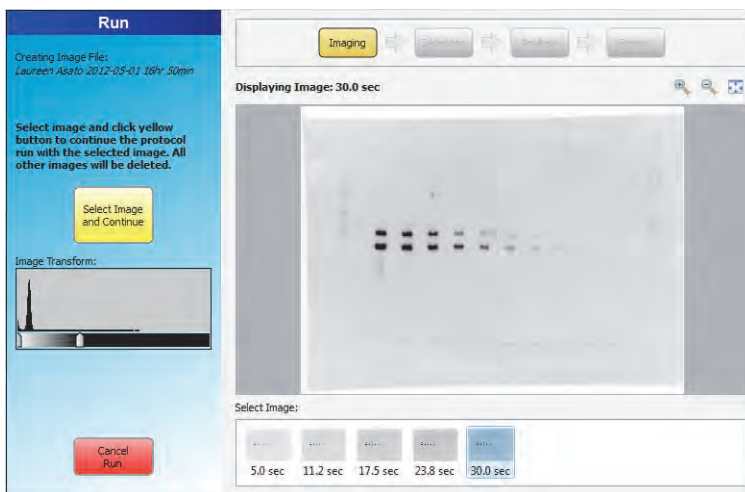 Run
Creating Image File:
Laureen Asato 2012-05-01 16hr 50min
Select image and click yellow
button to continue the protocol
run with the selected image. All
other images will be deleted.
Select Image
and Continue
Image Transform:
Cancel
Run
Imaging
Displaying Image: 30.0 sec
Select Image:
5.0 sec
11.2 sec
17.5 sec
23.8 sec
30.0 sec